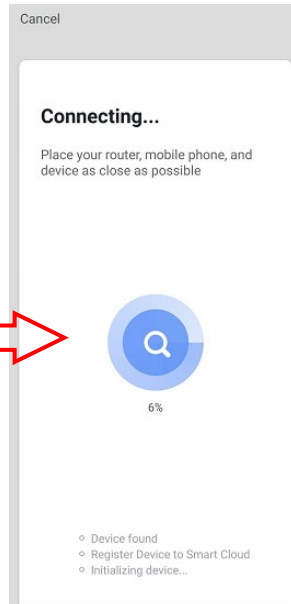 Cancel
Connecting...
Place your router, mobile phone, and
device as close as possible
6%
Device found
Register Device to Smart Cloud
Initializing device...